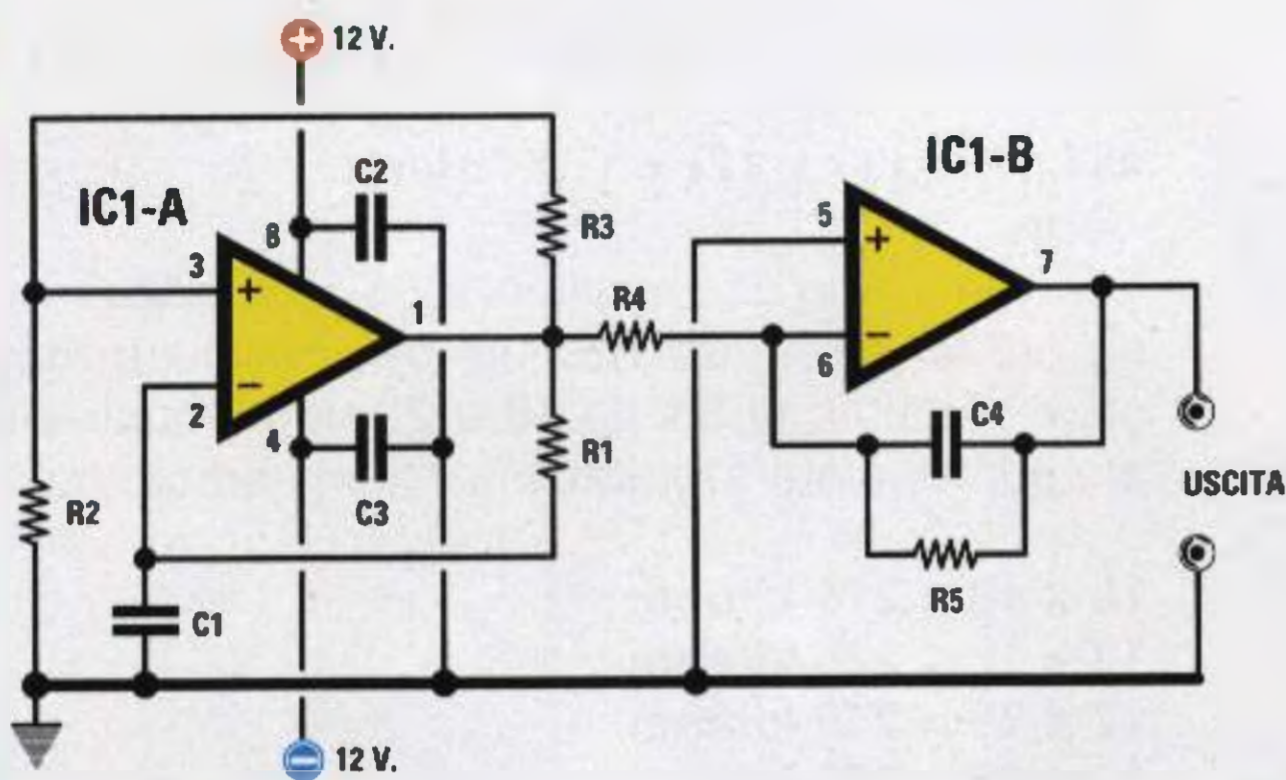 + 12 V.
IC1-A
IC1-B
C2
8
3
+
R3
5
+
7
1
R4
−
2
4
−
6
C4
R1
R2
C3
USCITA
R5
C1
− 12 V.